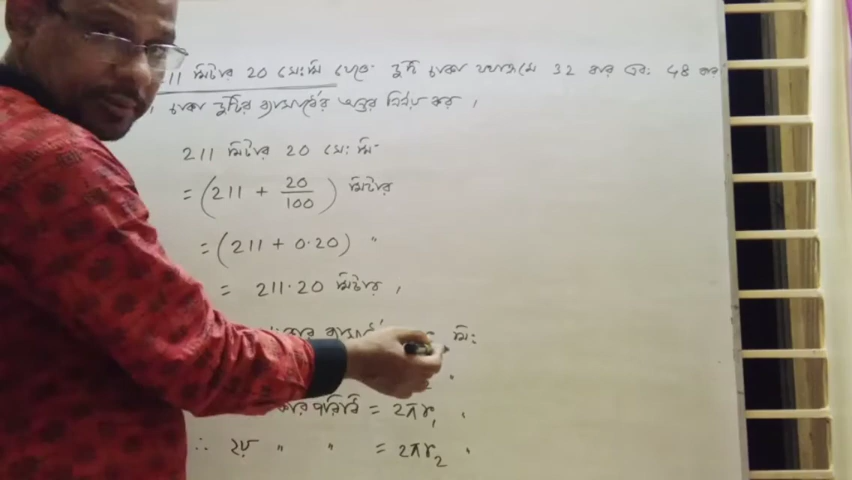 11 মিটার 20 সেঃমি যেতে দুটি চাকা যথাক্রমে 32 বার এবং 48 বার
, চাকা দুটির ব্যাসার্ধের অন্তর নির্ণয় কর ,
211 মিটার 20 সেঃ মিঃ
= (211 + 20/100) মিটার
= (211 + 0·20) "
= 211·20 মিটার ,
ব্যাসার্ধ মিঃ
পরিধি = 2πr₁ ,
∴ ২য় " " = 2πr₂ "